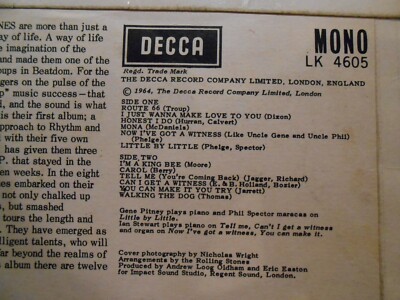 NES are more than just a
ay of life. A way of life
e imagination of the
and made them one of the
oups in Beatdom. For the
gers on the pulse of the
p" music success—that
, and the sound is what
s their first album; a
pproach to Rhythm and
with their five own
has given them three
P. that stayed in the
en weeks. In the eight
es embarked on their
not only chalked up
s, but smashed
tours the length and
They have emerged as
lligent talents, who will
far beyond the realms of
s album there are twelve
DECCA
Regd. Trade Mark
MONO
LK 4605
THE DECCA RECORD COMPANY LIMITED, LONDON, ENGLAND
℗ 1964, The Decca Record Company Limited, London
SIDE ONE
ROUTE 66 (Troup)
I JUST WANNA MAKE LOVE TO YOU (Dixon)
HONEST I DO (Hurran, Calvert)
MONA (McDaniels)
NOW I'VE GOT A WITNESS (Like Uncle Gene and Uncle Phil)
(Phelge)
LITTLE BY LITTLE (Phelge, Spector)
SIDE TWO
I'M A KING BEE (Moore)
CAROL (Berry)
TELL ME (You're Coming Back) (Jagger, Richard)
CAN I GET A WITNESS (E. & B. Holland, Dozier)
YOU CAN MAKE IT IF YOU TRY (Jarrett)
WALKING THE DOG (Thomas)
Gene Pitney plays piano and Phil Spector maracas on
Little by Little.
Ian Stewart plays piano on Tell me, Can I get a witness
and organ on Now I've got a witness, You can make it.
Cover photography by Nicholas Wright
Arrangements by the Rolling Stones
Produced by Andrew Loog Oldham and Eric Easton
for Impact Sound Studio, Regent Sound, London